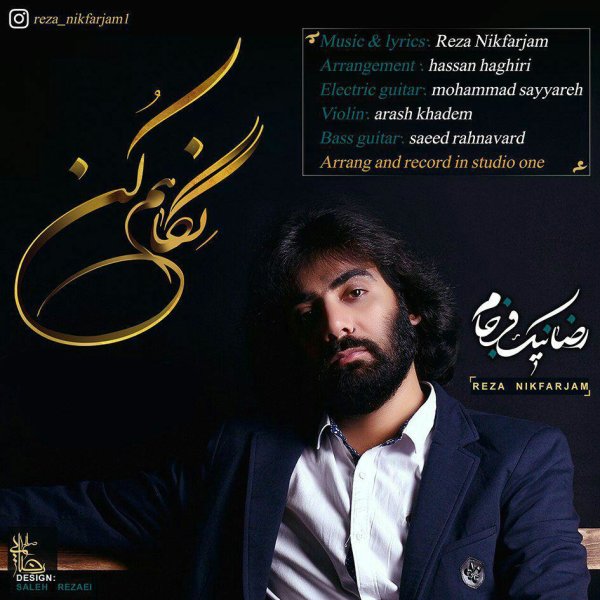 reza_nikfarjam1
Music & lyrics: Reza Nikfarjam
Arrangement : hassan haghiri
Electric guitar: mohammad sayyareh
Violin: arash khadem
Bass guitar: saeed rahnavard
Arrang and record in studio one
نگاهم کُن
رضا نیک فرجام
REZA NIKFARJAM
DESIGN:
SALEH REZAEI